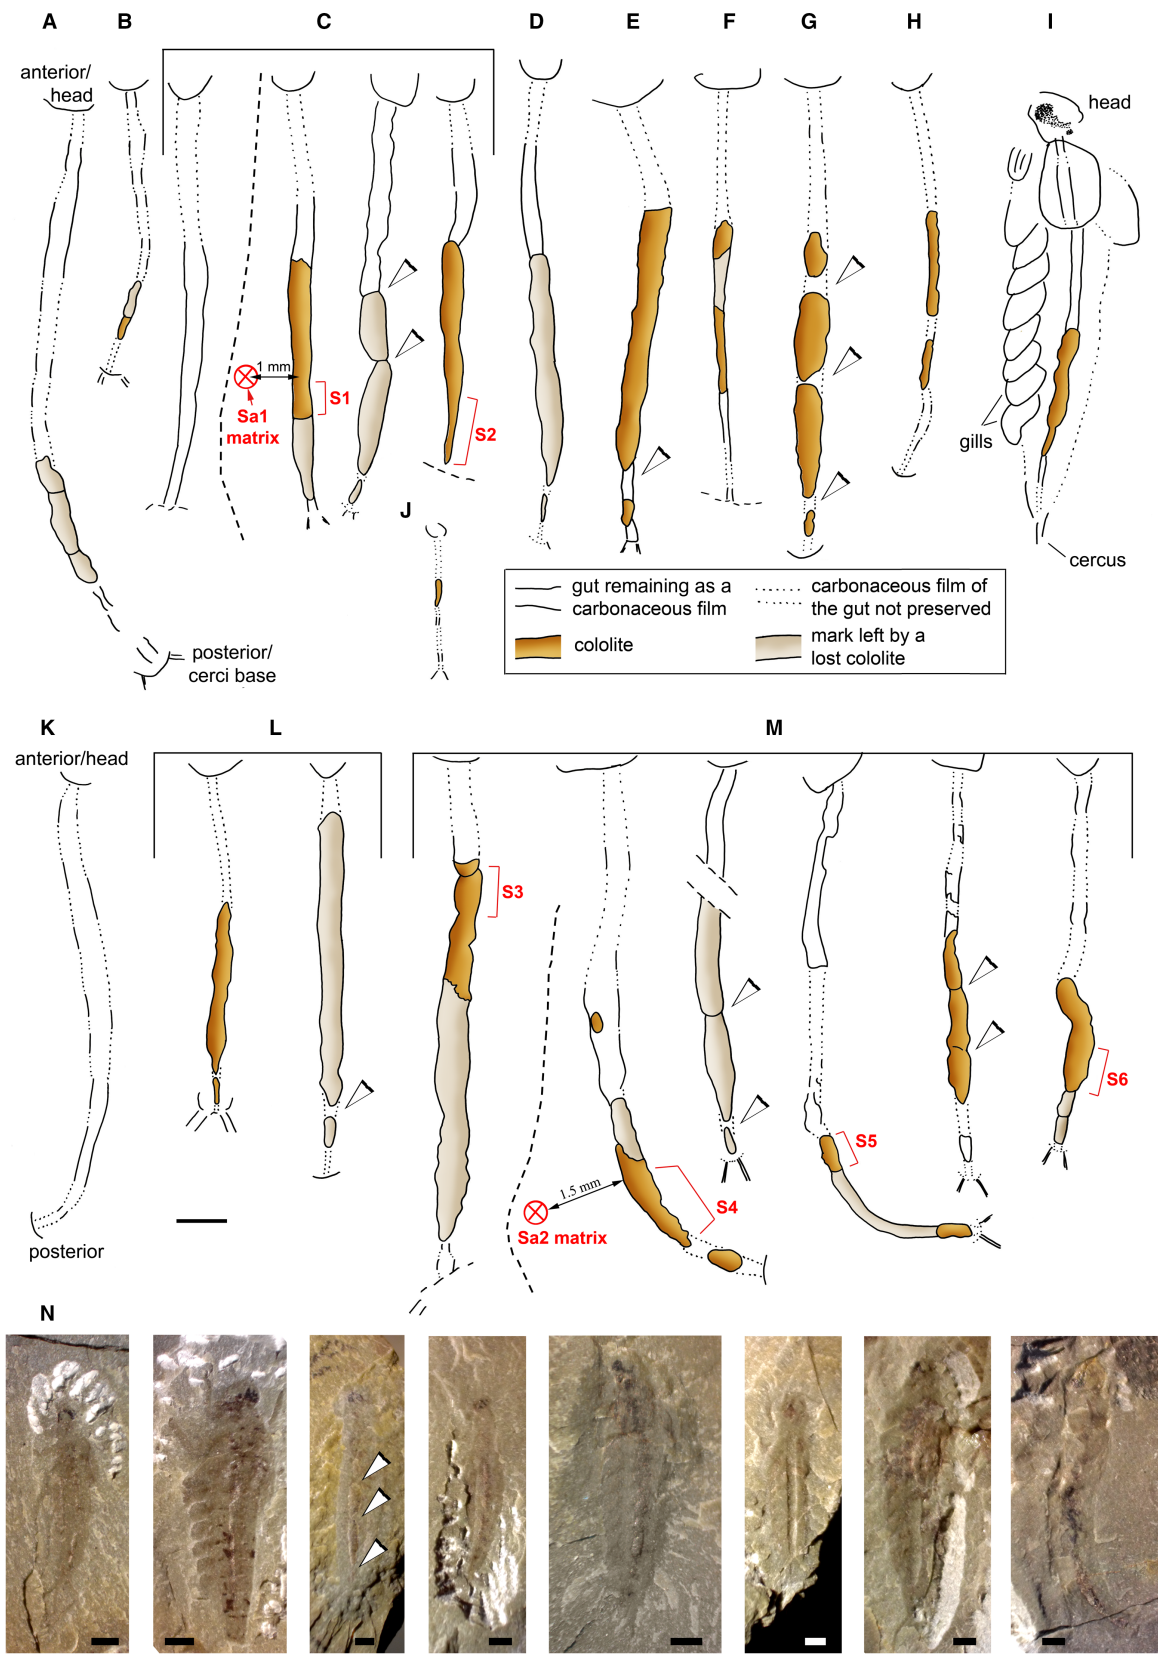 A B C D E F G H I
anterior/
head
head
1 mm
Sa1
matrix
S1
S2
gills
cercus
J
gut remaining as a
carbonaceous film
carbonaceous film of
the gut not preserved
cololite
mark left by a
lost cololite
posterior/
cerci base
K L M
anterior/head
S3
S6
S5
1.5 mm
S4
Sa2 matrix
posterior
N